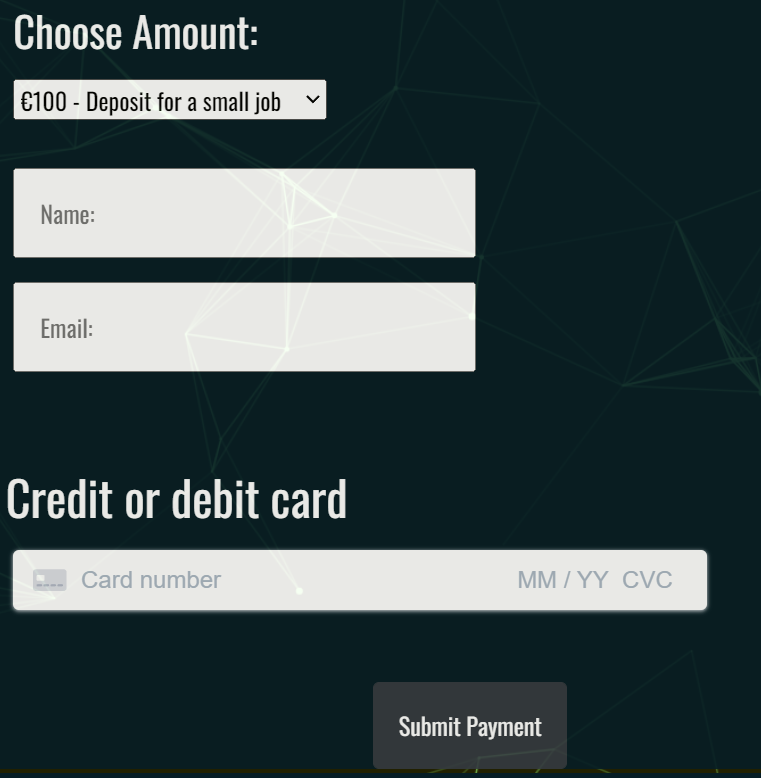 Choose Amount:
€100 - Deposit for a small job
Name:
Email:
Credit or debit card
Card number MM / YY CVC
Submit Payment